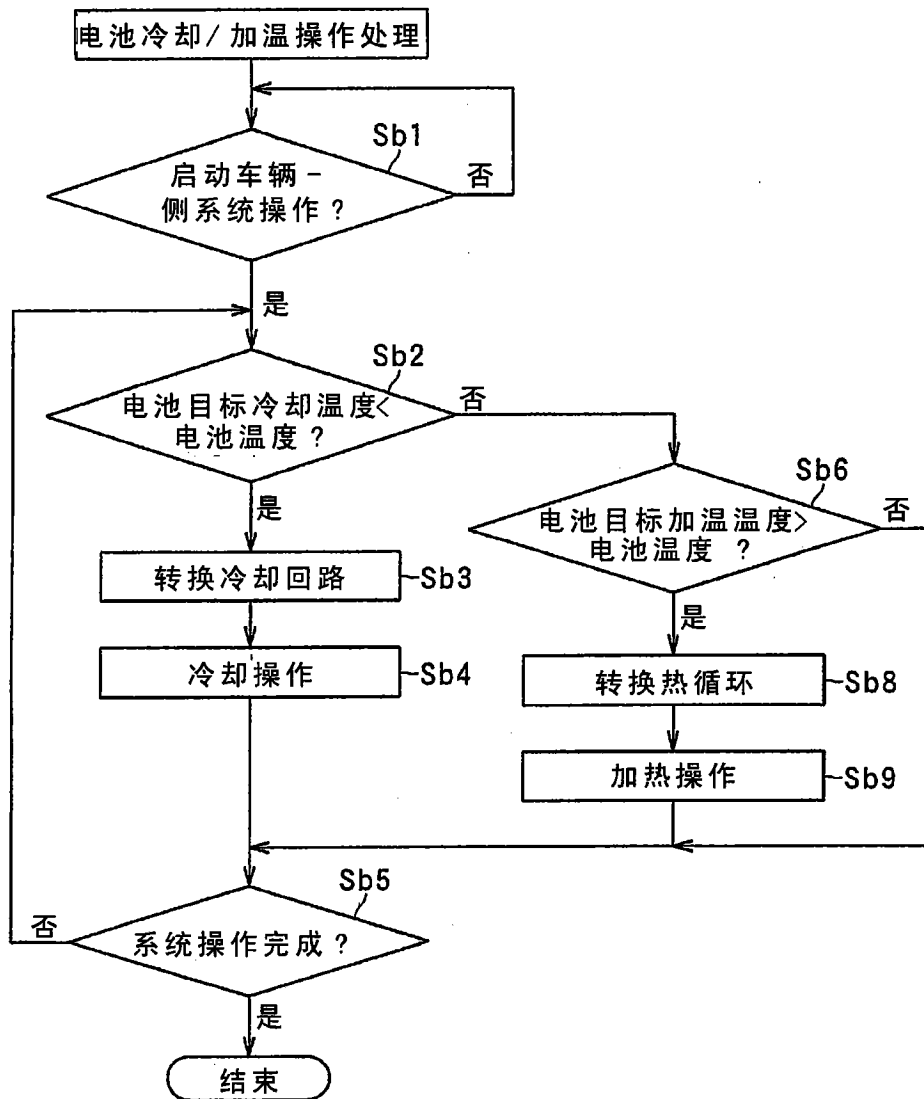 电池冷却/加温操作处理
Sb1
启动车辆-
侧系统操作?
否
是
Sb2
电池目标冷却温度<
电池温度?
否
是
Sb6
电池目标加温温度>
电池温度 ?
否
是
转换冷却回路
Sb3
冷却操作
Sb4
转换热循环
Sb8
加热操作
Sb9
Sb5
系统操作完成?
否
是
结束